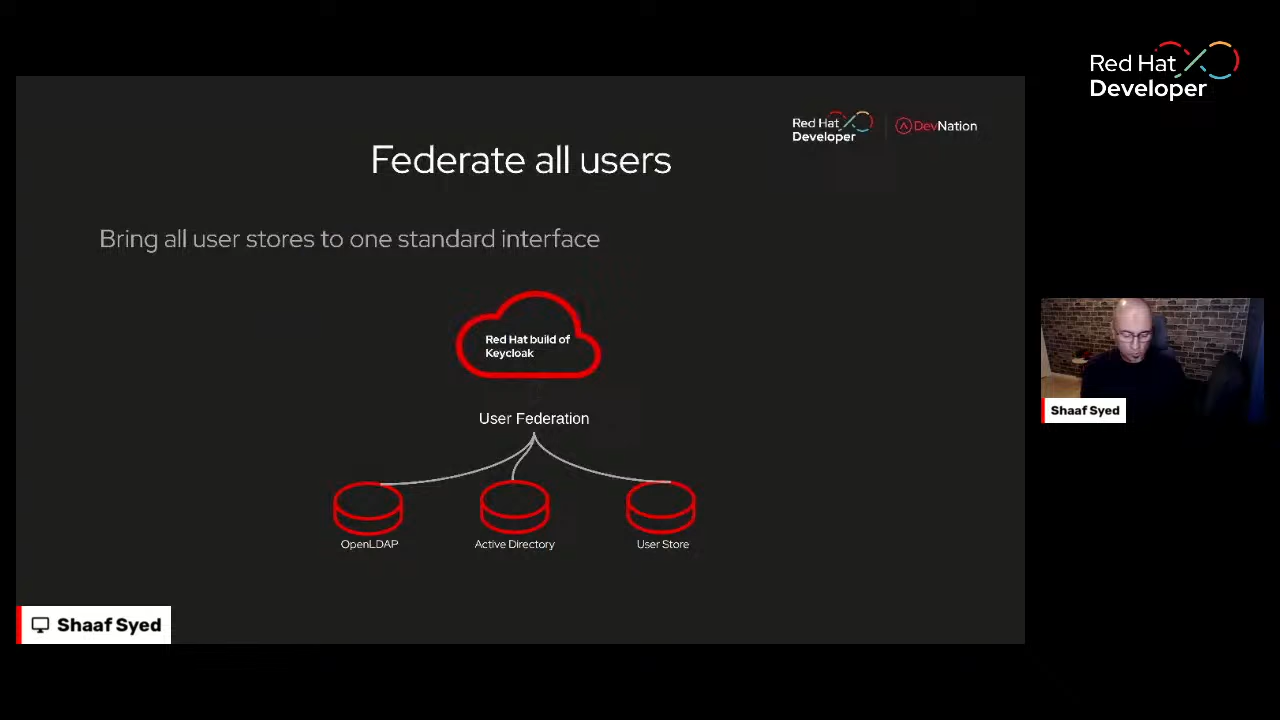 Red Hat
Developer
Red Hat
Developer
DevNation
Federate all users
Bring all user stores to one standard interface
Red Hat build of
Keycloak
User Federation
OpenLDAP
Active Directory
User Store
Shaaf Syed
Shaaf Syed